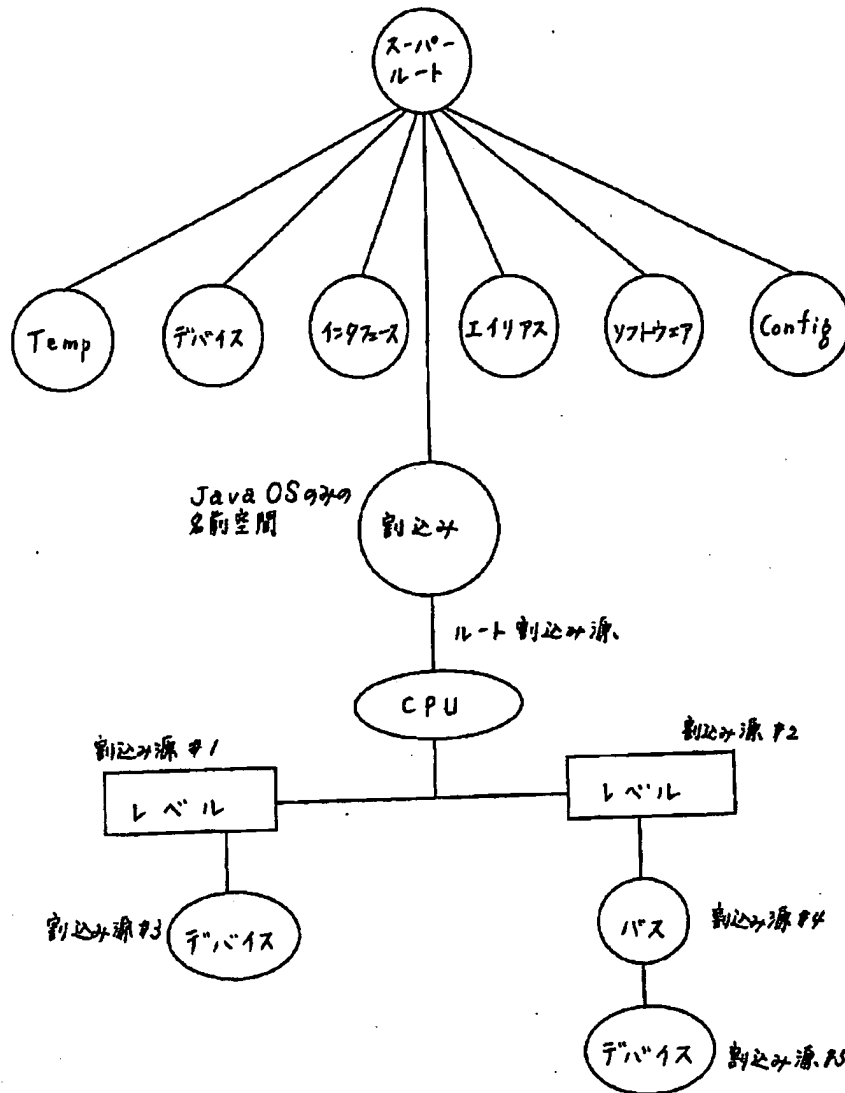 スーパー
ルート
Temp
デバイス
インタフェース
エイリアス
ソフトウェア
Config
Java OSのみの
名前空間
割込み
ルート割込み源
CPU
割込み源 #1
割込み源 #2
レベル
レベル
割込み源 #3
デバイス
バス
割込み源 #4
デバイス
割込み源 #5